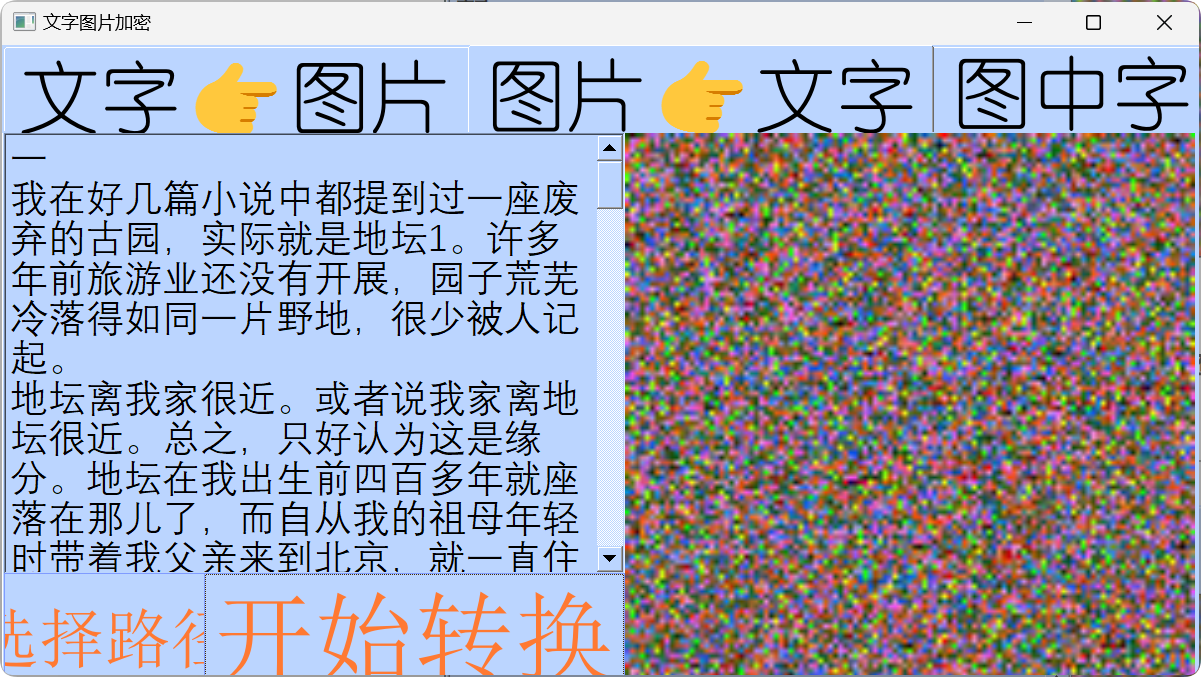 文字图片加密
文字👉图片
图片👉文字
图中字
一
我在好几篇小说中都提到过一座废
弃的古园，实际就是地坛1。许多
年前旅游业还没有开展，园子荒芜
冷落得如同一片野地，很少被人记
起。
地坛离我家很近。或者说我家离地
坛很近。总之，只好认为这是缘
分。地坛在我出生前四百多年就座
落在那儿了，而自从我的祖母年轻
时带着我父亲来到北京，就一直住
选择路径
开始转换